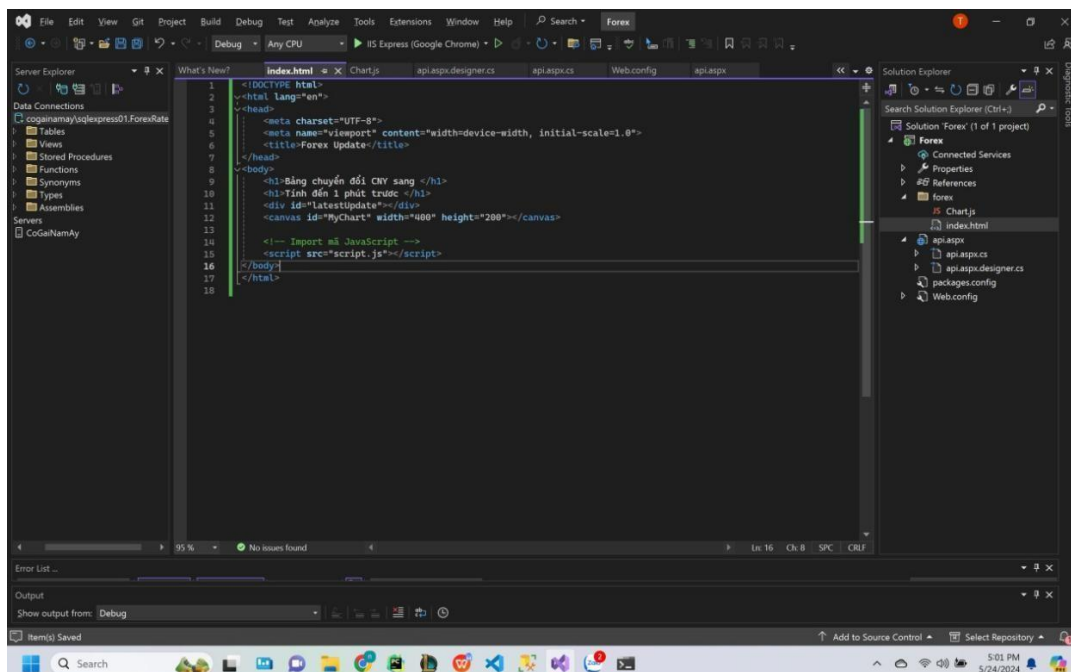 File Edit View Git Project Build Debug Test Analyze Tools Extensions Window Help Search Forex T
Debug Any CPU IIS Express (Google Chrome)
Server Explorer
Data Connections
cogainamay\sqlexpress01.ForexRate
Tables
Views
Stored Procedures
Functions
Synonyms
Types
Assemblies
Servers
CoGaiNamAy
What's New? index.html Chart.js api.aspx.designer.cs api.aspx.cs Web.config api.aspx
1 <!DOCTYPE html>
2 <html lang="en">
3 <head>
4 <meta charset="UTF-8">
5 <meta name="viewport" content="width=device-width, initial-scale=1.0">
6 <title>Forex Update</title>
7 </head>
8 <body>
9 <h1>Bảng chuyển đổi CNY sang </h1>
10 <h1>Tính đến 1 phút trước </h1>
11 <div id="latestUpdate"></div>
12 <canvas id="MyChart" width="400" height="200"></canvas>
13
14 <!-- Import mã JavaScript -->
15 <script src="script.js"></script>
16 </body>
17 </html>
18
95 % No issues found Ln: 16 Ch: 8 SPC CRLF
Solution Explorer
Search Solution Explorer (Ctrl+;)
Solution 'Forex' (1 of 1 project)
Forex
Connected Services
Properties
References
forex
JS Chart.js
index.html
api.aspx
api.aspx.cs
api.aspx.designer.cs
packages.config
Web.config
Diagnostic Tools
Error List ...
Output
Show output from: Debug
Item(s) Saved Add to Source Control Select Repository
Search
5:01 PM
5/24/2024